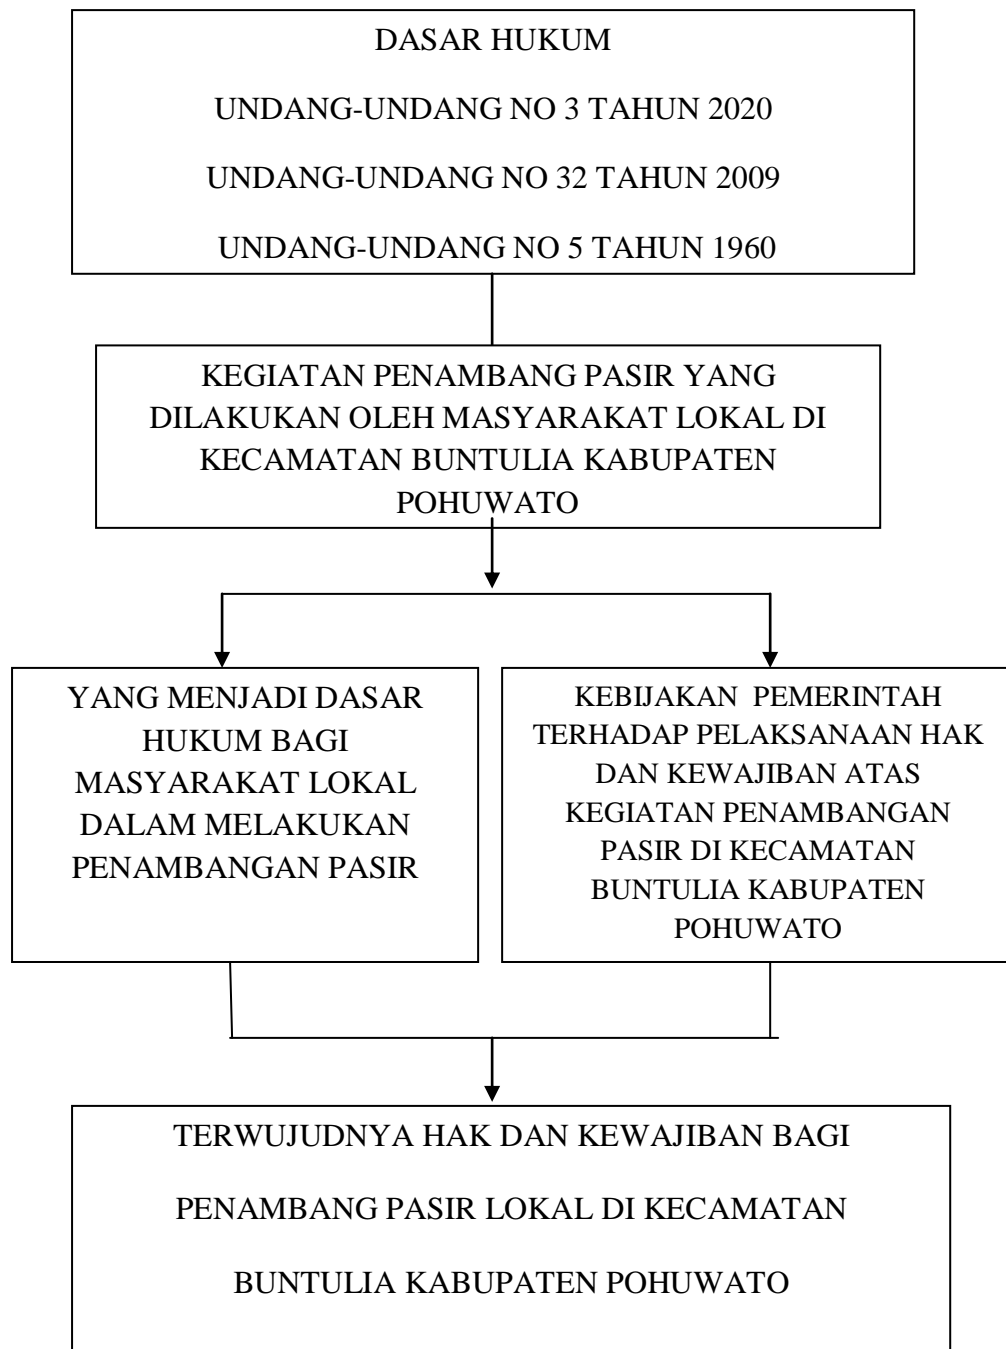 DASAR HUKUM
UNDANG-UNDANG NO 3 TAHUN 2020
UNDANG-UNDANG NO 32 TAHUN 2009
UNDANG-UNDANG NO 5 TAHUN 1960
KEGIATAN PENAMBANG PASIR YANG
DILAKUKAN OLEH MASYARAKAT LOKAL DI
KECAMATAN BUNTULIA KABUPATEN
POHUWATO
YANG MENJADI DASAR
HUKUM BAGI
MASYARAKAT LOKAL
DALAM MELAKUKAN
PENAMBANGAN PASIR
KEBIJAKAN PEMERINTAH
TERHADAP PELAKSANAAN HAK
DAN KEWAJIBAN ATAS
KEGIATAN PENAMBANGAN
PASIR DI KECAMATAN
BUNTULIA KABUPATEN
POHUWATO
TERWUJUDNYA HAK DAN KEWAJIBAN BAGI
PENAMBANG PASIR LOKAL DI KECAMATAN
BUNTULIA KABUPATEN POHUWATO